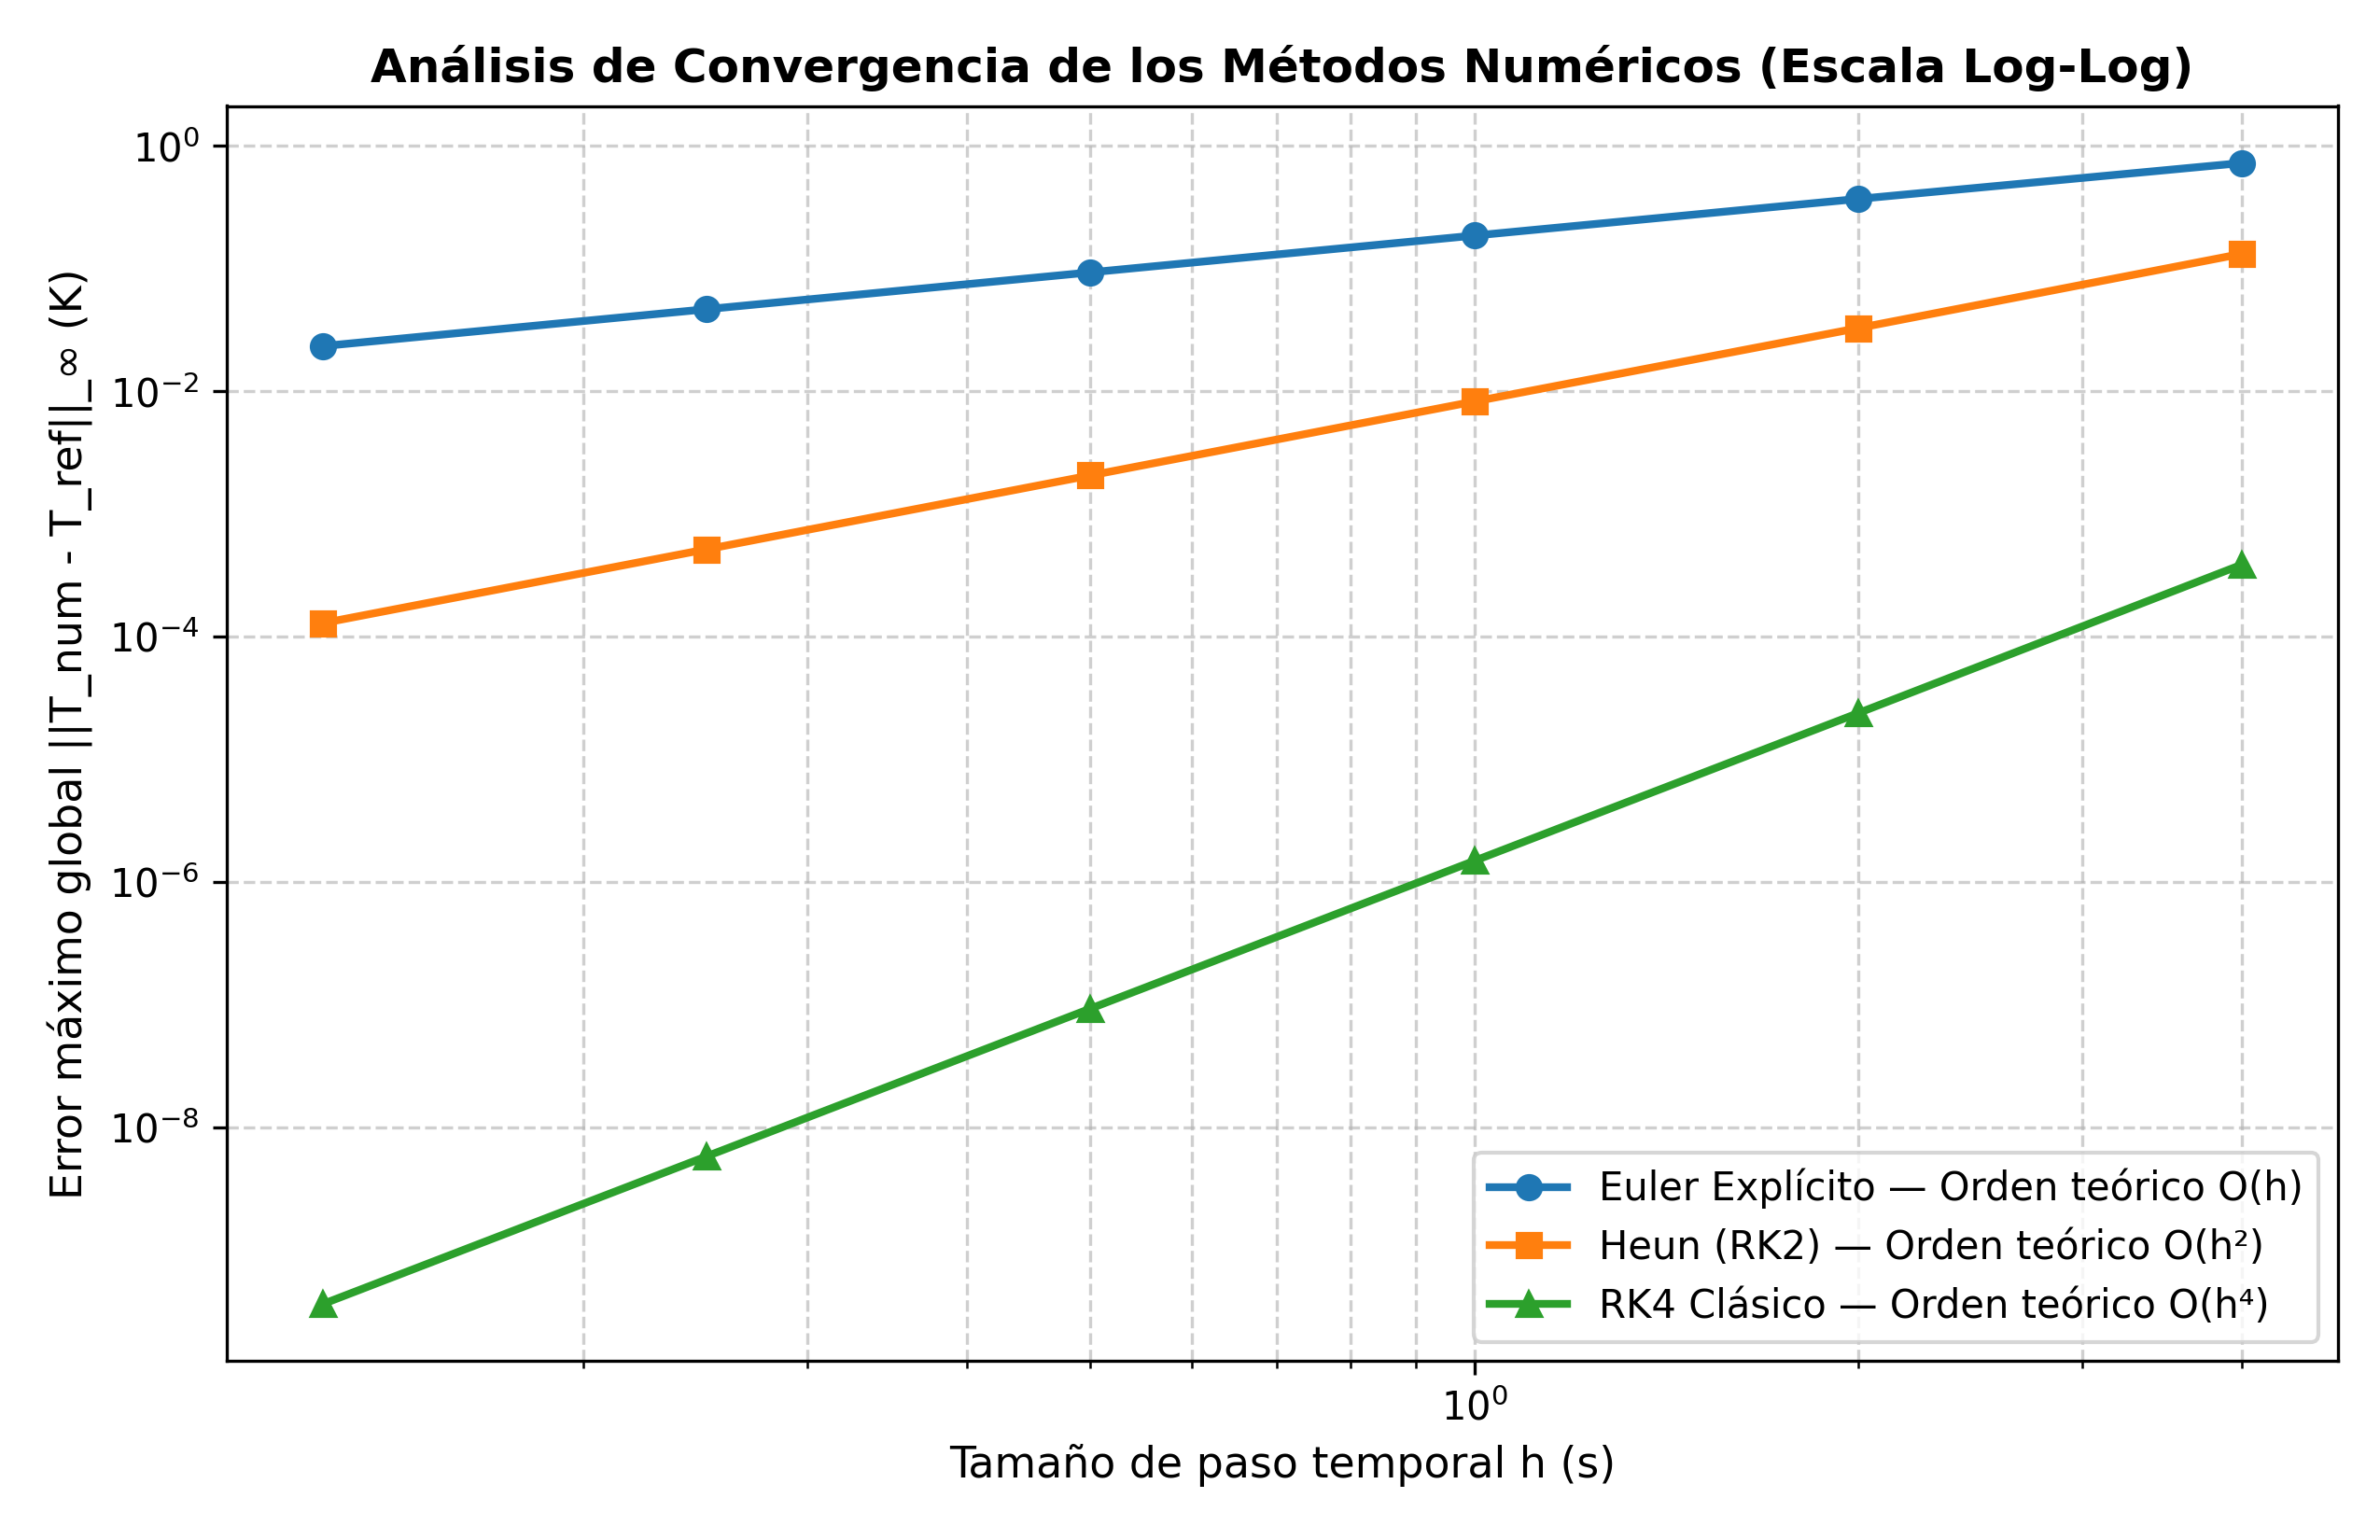 Análisis de Convergencia de los Métodos Numéricos (Escala Log-Log)
Error máximo global ||T_num - T_ref||_∞ (K)
10⁰
10⁻²
10⁻⁴
10⁻⁶
10⁻⁸
Euler Explícito — Orden teórico O(h)
Heun (RK2) — Orden teórico O(h²)
RK4 Clásico — Orden teórico O(h⁴)
10⁰
Tamaño de paso temporal h (s)